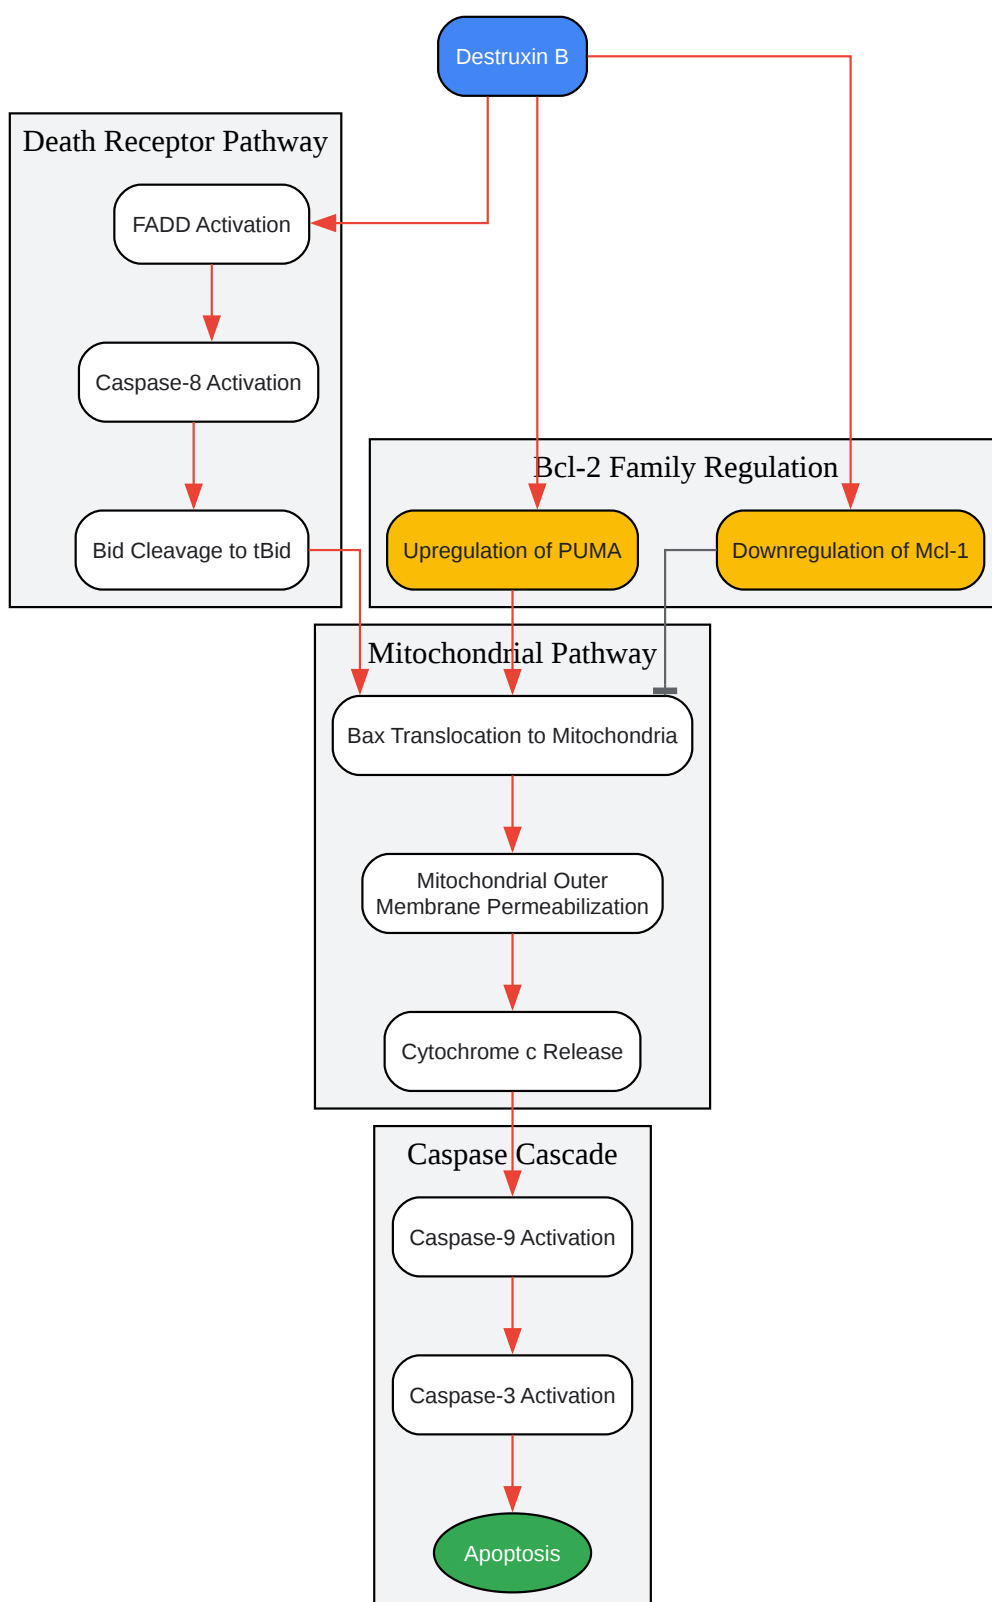 Destruxin B
Death Receptor Pathway
FADD Activation
Caspase-8 Activation
Bid Cleavage to tBid
Bcl-2 Family Regulation
Upregulation of PUMA
Downregulation of Mcl-1
Mitochondrial Pathway
Bax Translocation to Mitochondria
Mitochondrial Outer
Membrane Permeabilization
Cytochrome c Release
Caspase Cascade
Caspase-9 Activation
Caspase-3 Activation
Apoptosis